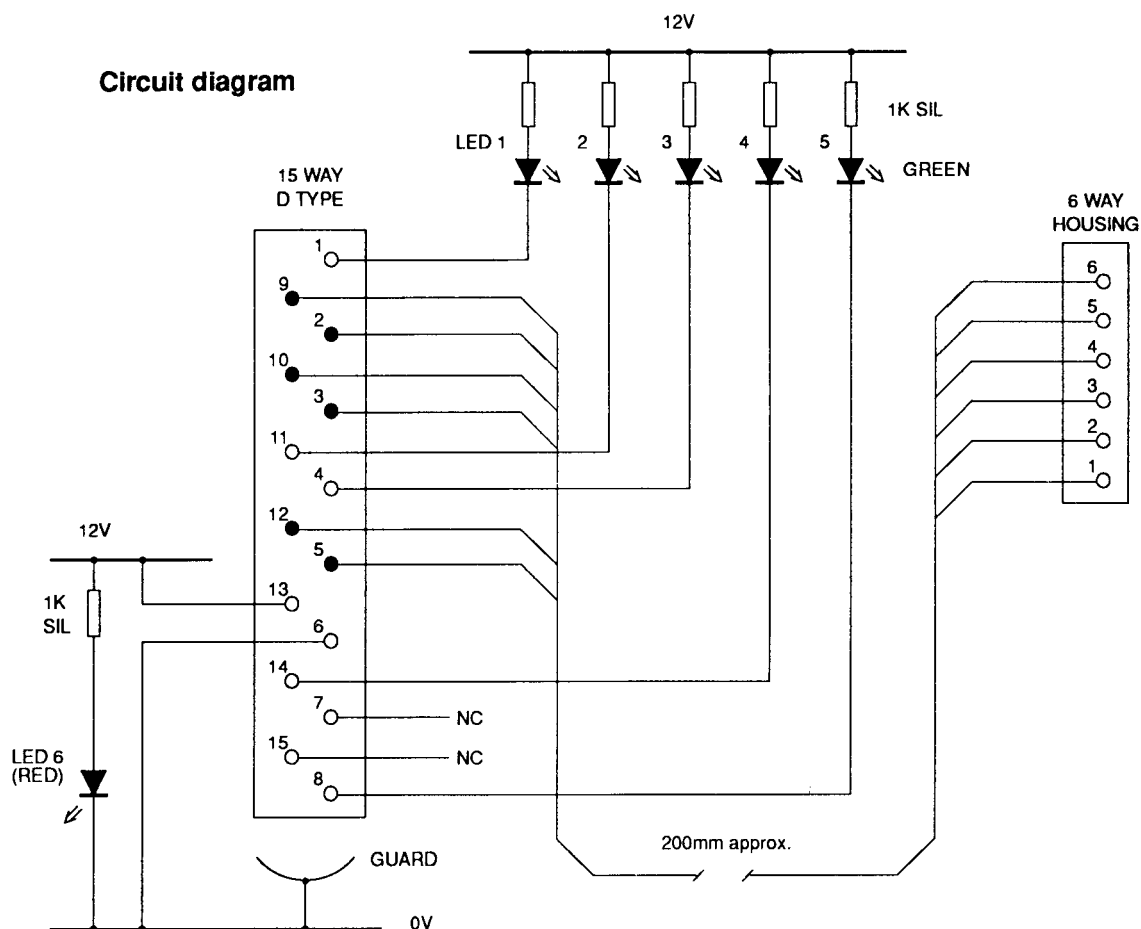 12V
Circuit diagram
1K SIL
LED 1
2
3
4
5
GREEN
15 WAY
D TYPE
6 WAY
HOUSING
1
9
2
10
3
11
4
12
5
13
6
14
7
15
8
6
5
4
3
2
1
12V
1K
SIL
NC
NC
LED 6
(RED)
200mm approx.
GUARD
0V